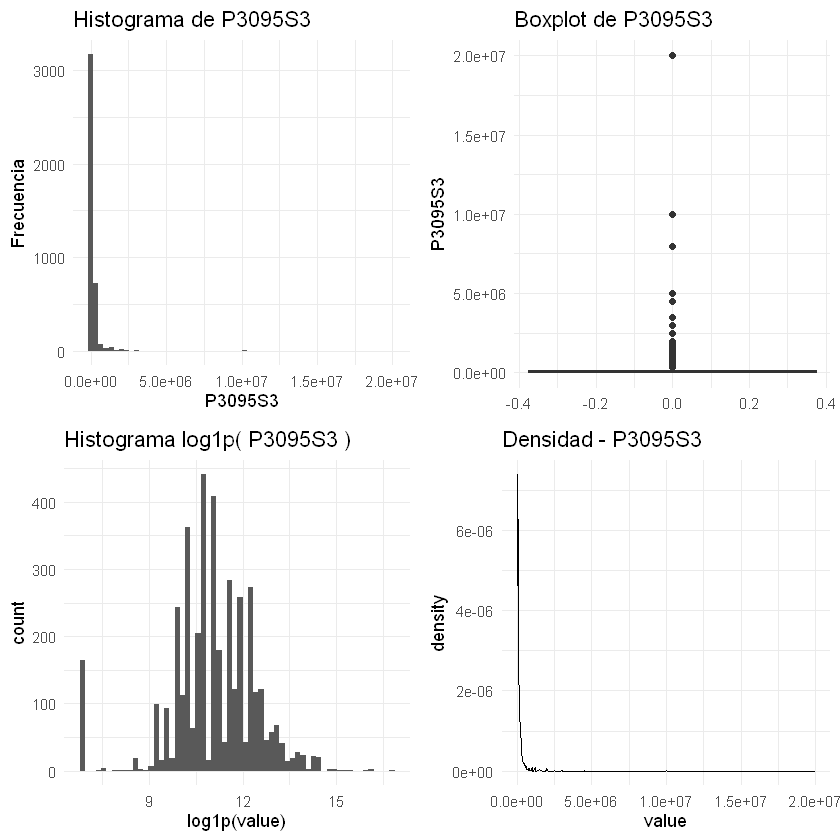 Histograma de P3095S3
Frecuencia
3000
2000
1000
0
0.0e+00 5.0e+06 1.0e+07 1.5e+07 2.0e+07
P3095S3
Boxplot de P3095S3
P3095S3
2.0e+07
1.5e+07
1.0e+07
5.0e+06
0.0e+00
-0.4 -0.2 0.0 0.2 0.4
Histograma log1p( P3095S3 )
count
400
300
200
100
0
9 12 15
log1p(value)
Densidad - P3095S3
density
6e-06
4e-06
2e-06
0e+00
0.0e+00 5.0e+06 1.0e+07 1.5e+07 2.0e+07
value